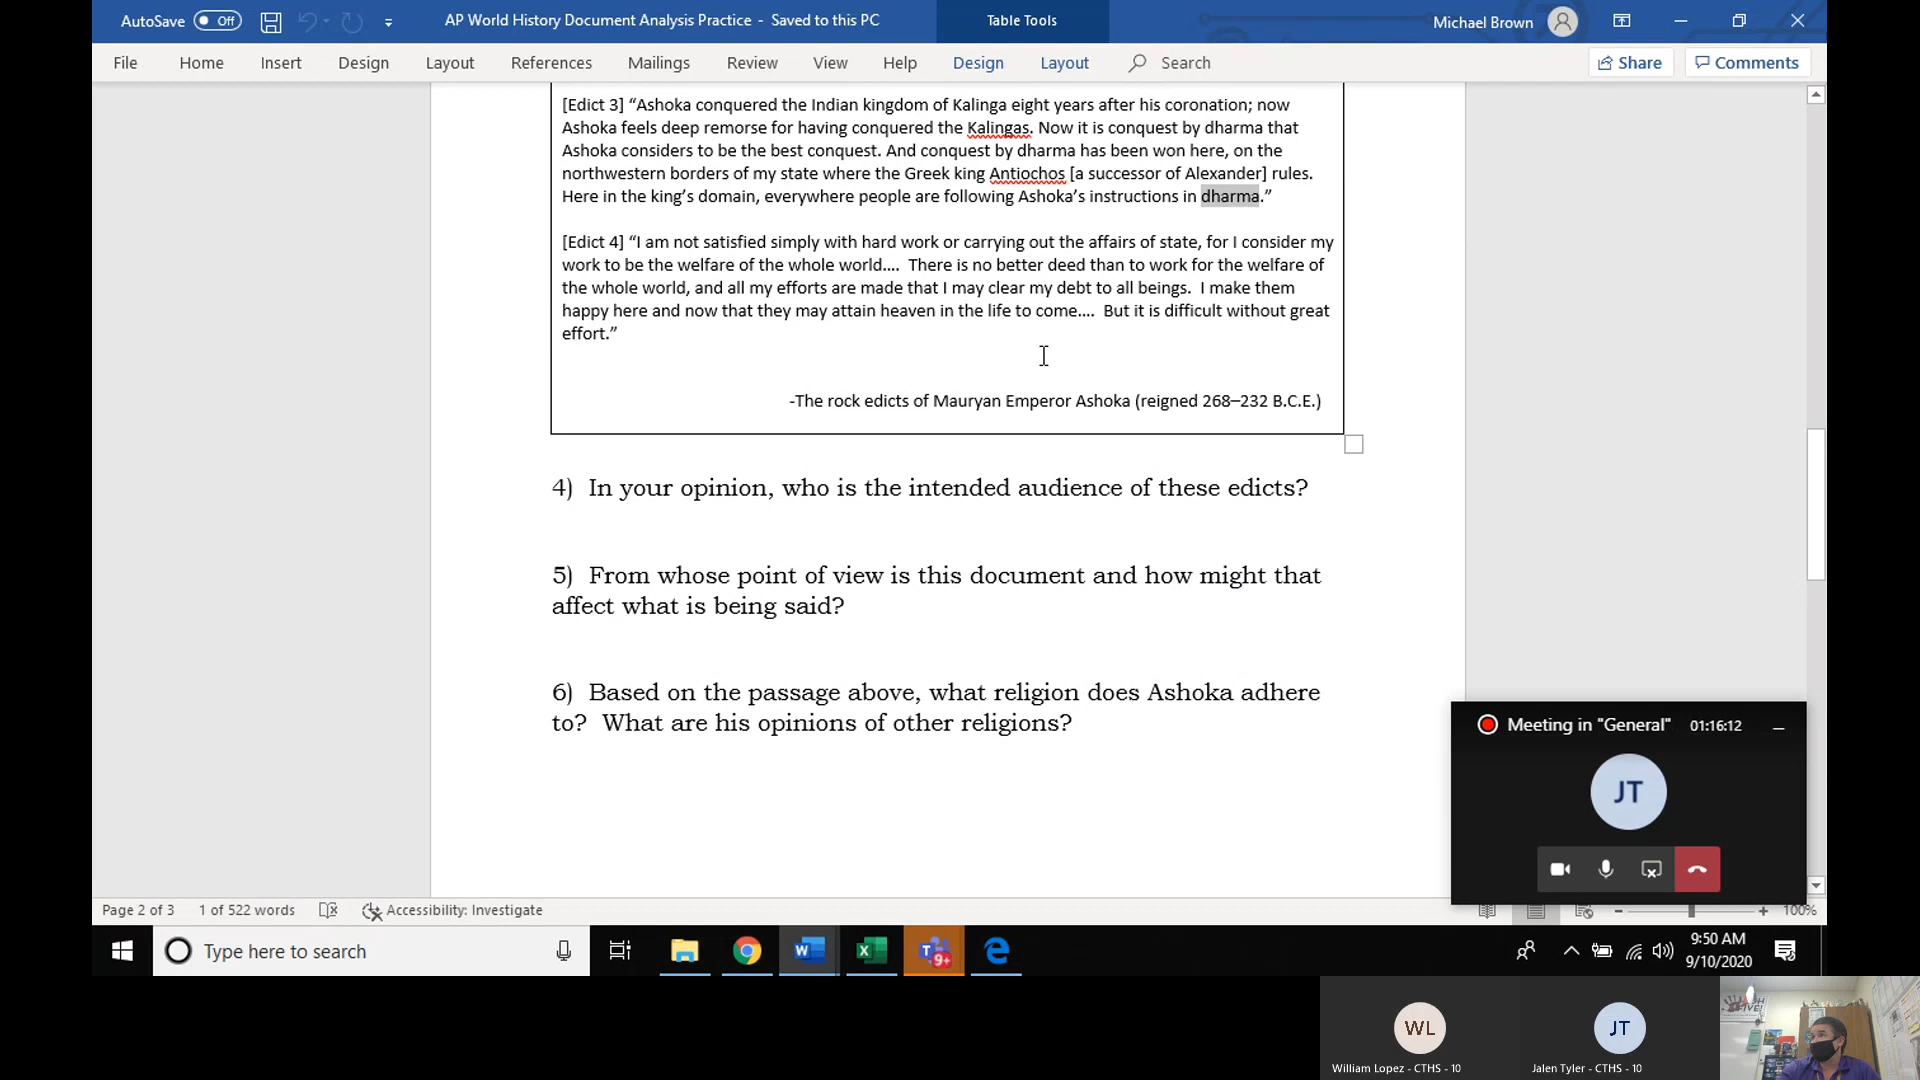 AutoSave Off
AP World History Document Analysis Practice - Saved to this PC
Table Tools
Michael Brown
File Home Insert Design Layout References Mailings Review View Help Design Layout Search Share Comments
[Edict 3] “Ashoka conquered the Indian kingdom of Kalinga eight years after his coronation; now
Ashoka feels deep remorse for having conquered the Kalingas. Now it is conquest by dharma that
Ashoka considers to be the best conquest. And conquest by dharma has been won here, on the
northwestern borders of my state where the Greek king Antiochos [a successor of Alexander] rules.
Here in the king’s domain, everywhere people are following Ashoka’s instructions in dharma.”
[Edict 4] “I am not satisfied simply with hard work or carrying out the affairs of state, for I consider my
work to be the welfare of the whole world…. There is no better deed than to work for the welfare of
the whole world, and all my efforts are made that I may clear my debt to all beings. I make them
happy here and now that they may attain heaven in the life to come…. But it is difficult without great
effort.”
-The rock edicts of Mauryan Emperor Ashoka (reigned 268–232 B.C.E.)
4) In your opinion, who is the intended audience of these edicts?
5) From whose point of view is this document and how might that
affect what is being said?
6) Based on the passage above, what religion does Ashoka adhere
to? What are his opinions of other religions?
Meeting in "General" 01:16:12
JT
Page 2 of 3 1 of 522 words Accessibility: Investigate 100%
Type here to search
9+
9:50 AM
9/10/2020
WL
JT
William Lopez - CTHS - 10
Jalen Tyler - CTHS - 10